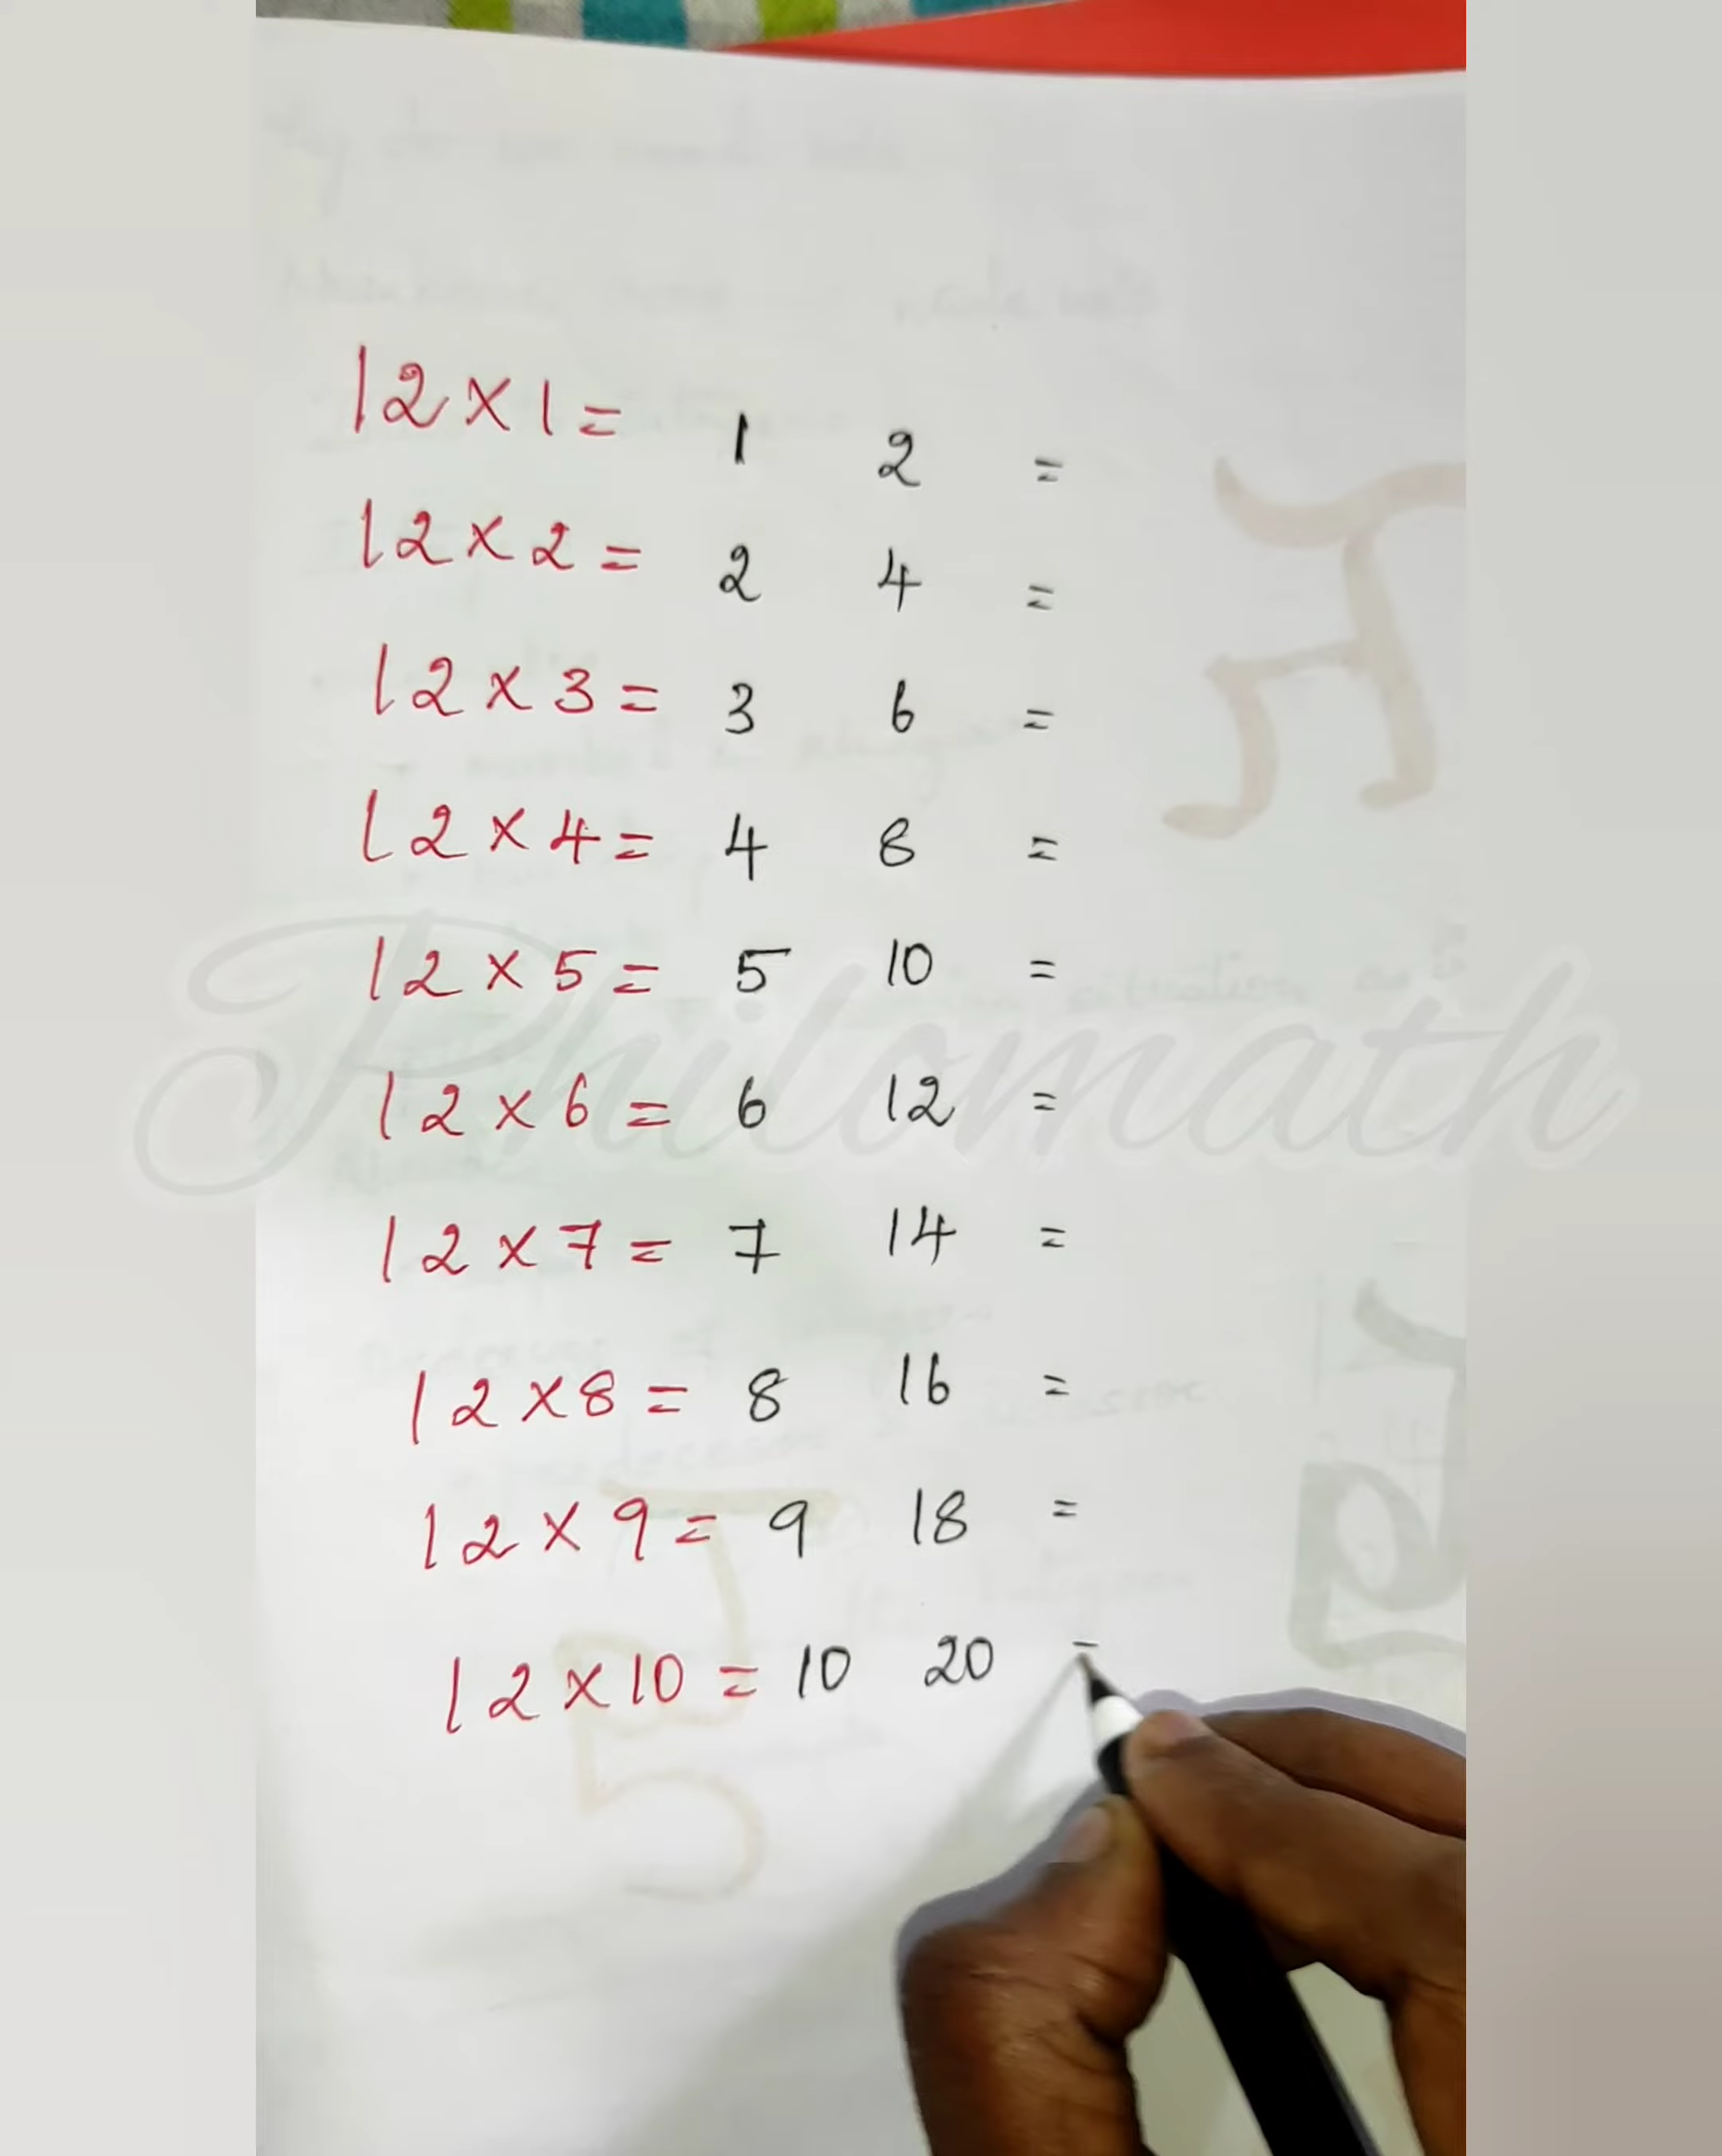 12 × 1 = 1 2 =
12 × 2 = 2 4 =
12 × 3 = 3 6 =
12 × 4 = 4 8 =
12 × 5 = 5 10 =
Philomath
12 × 6 = 6 12 =
12 × 7 = 7 14 =
12 × 8 = 8 16 =
12 × 9 = 9 18 =
12 × 10 = 10 20 =